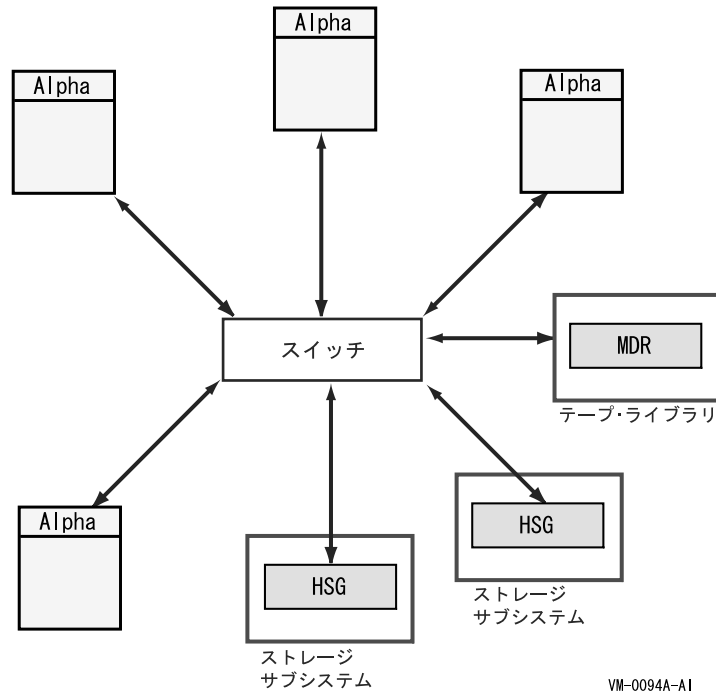 Alpha
Alpha
Alpha
スイッチ
MDR
テープ・ライブラリ
Alpha
HSG
ストレージ
サブシステム
HSG
ストレージ
サブシステム
VM-0094A-AI